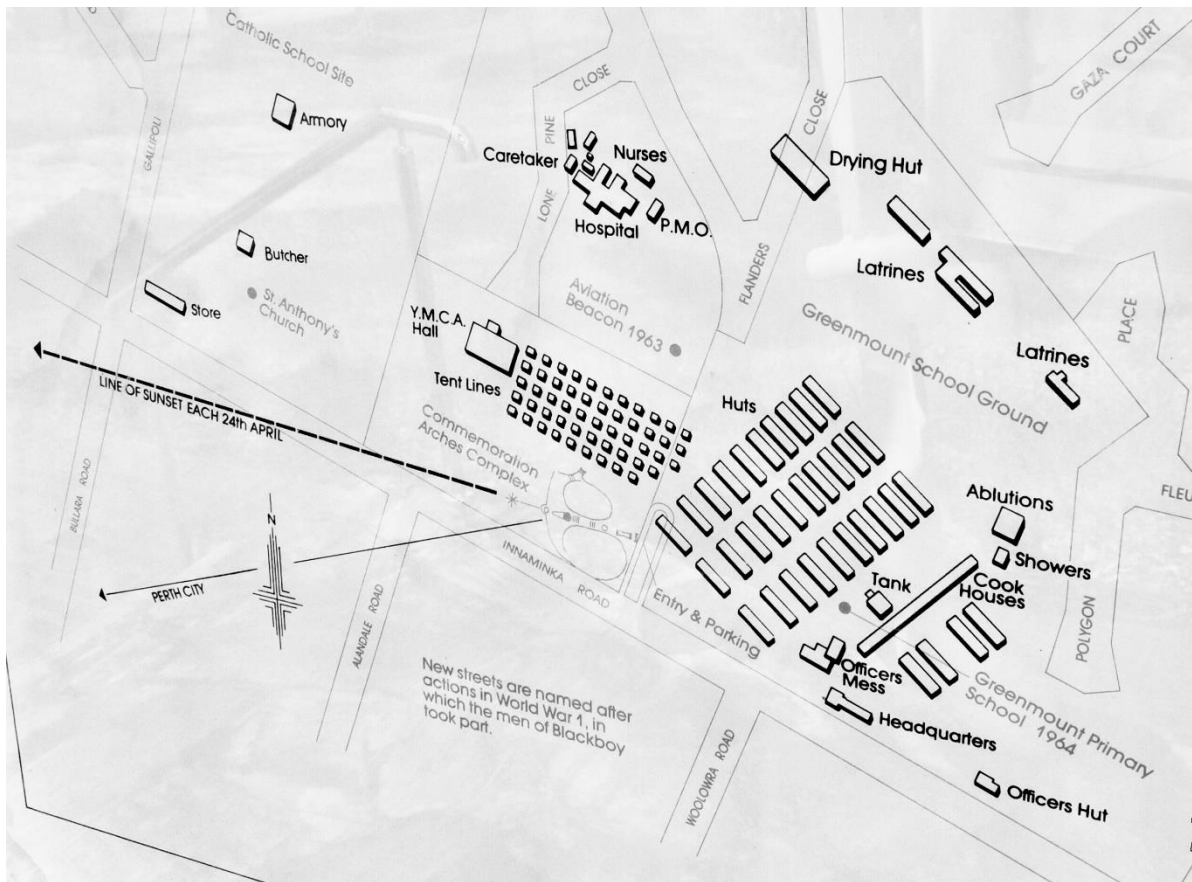 Catholic School Site
GALLIPOLI
Armory
CLOSE
PINE
LONE
Caretaker
Nurses
Hospital
P.M.O.
CLOSE
FLANDERS
Drying Hut
GAZA COURT
Latrines
Butcher
Store
St. Anthony's
Church
Y.M.C.A.
Hall
Tent Lines
Aviation
Beacon 1963
Greenmount School Ground
PLACE
Latrines
Huts
LINE OF SUNSET EACH 24th APRIL
Commemoration
Arches Complex
BULLARA ROAD
N
PERTH CITY
ALANDALE ROAD
INNAMINKA ROAD
Entry & Parking
Ablutions
FLEU
Showers
Cook
Houses
Tank
POLYGON
Officers
Mess
Headquarters
Greenmount Primary
School 1964
Officers Hut
WOOLOWRA ROAD
New streets are named after
actions in World War 1, in
which the men of Blackboy
took part.